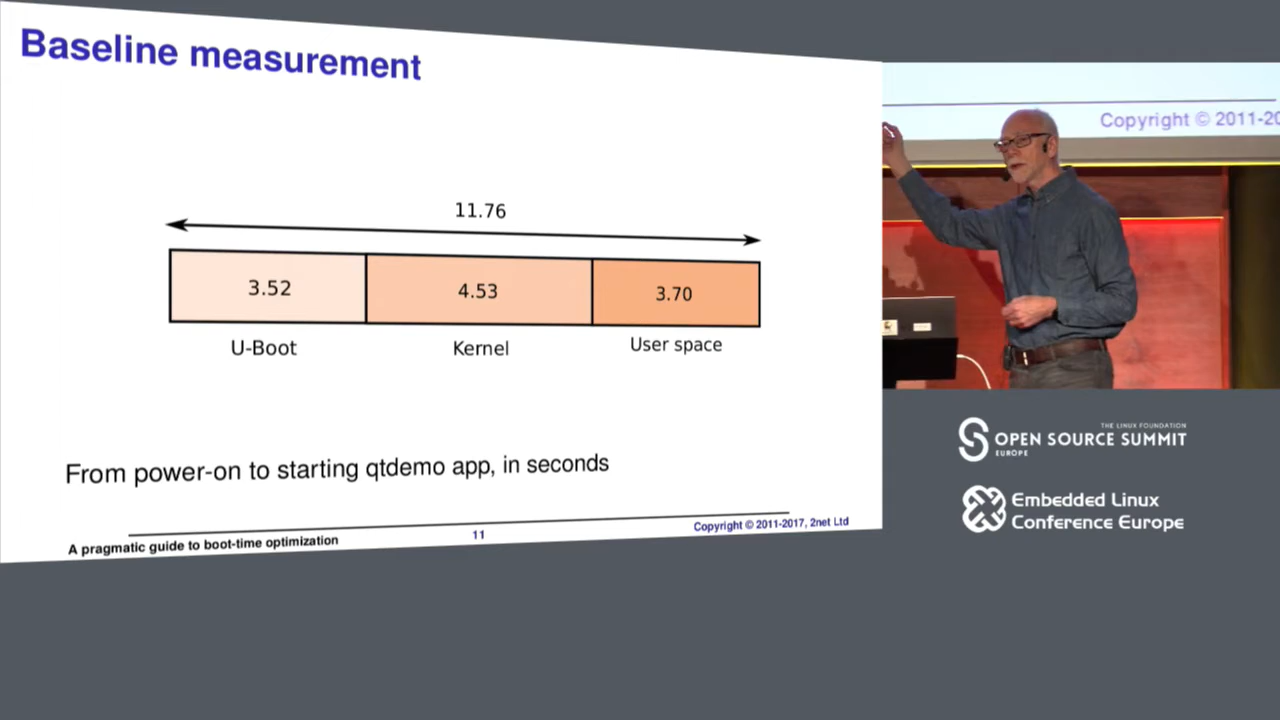 Baseline measurement
11.76
3.52
4.53
3.70
U-Boot
Kernel
User space
From power-on to starting qtdemo app, in seconds
A pragmatic guide to boot-time optimization
11
Copyright © 2011-2017, 2net Ltd
Copyright © 2011-20
THE LINUX FOUNDATION
OPEN SOURCE SUMMIT
EUROPE
Embedded Linux
Conference Europe